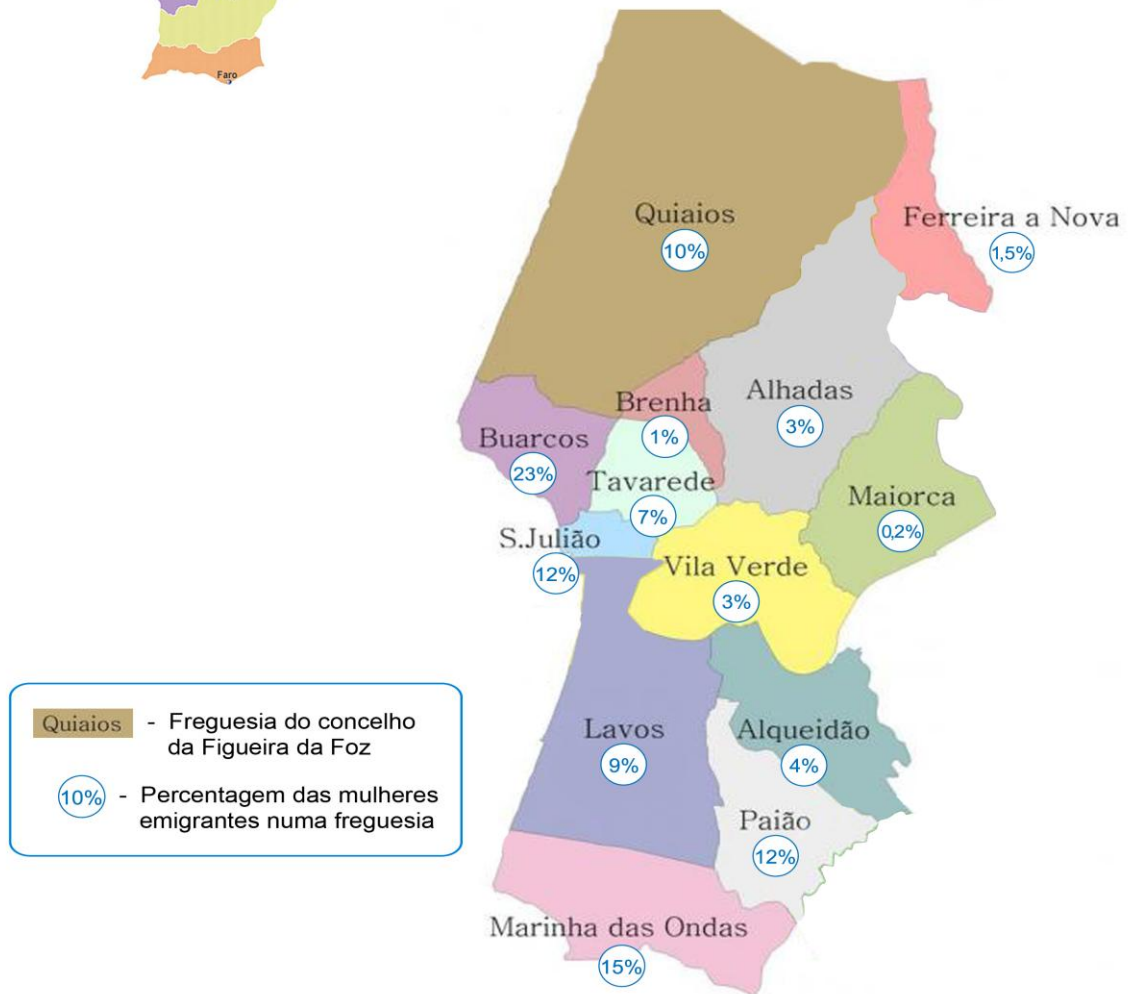 Faro
Quiaios
10%
Ferreira a Nova
1,5%
Alhadas
3%
Brenha
1%
Buarcos
23%
Tavarede
7%
Maiorca
0,2%
S.Julião
12%
Vila Verde
3%
Lavos
9%
Alqueidão
4%
Paião
12%
Marinha das Ondas
15%
Quiaios - Freguesia do concelho
da Figueira da Foz
10% - Percentagem das mulheres
emigrantes numa freguesia